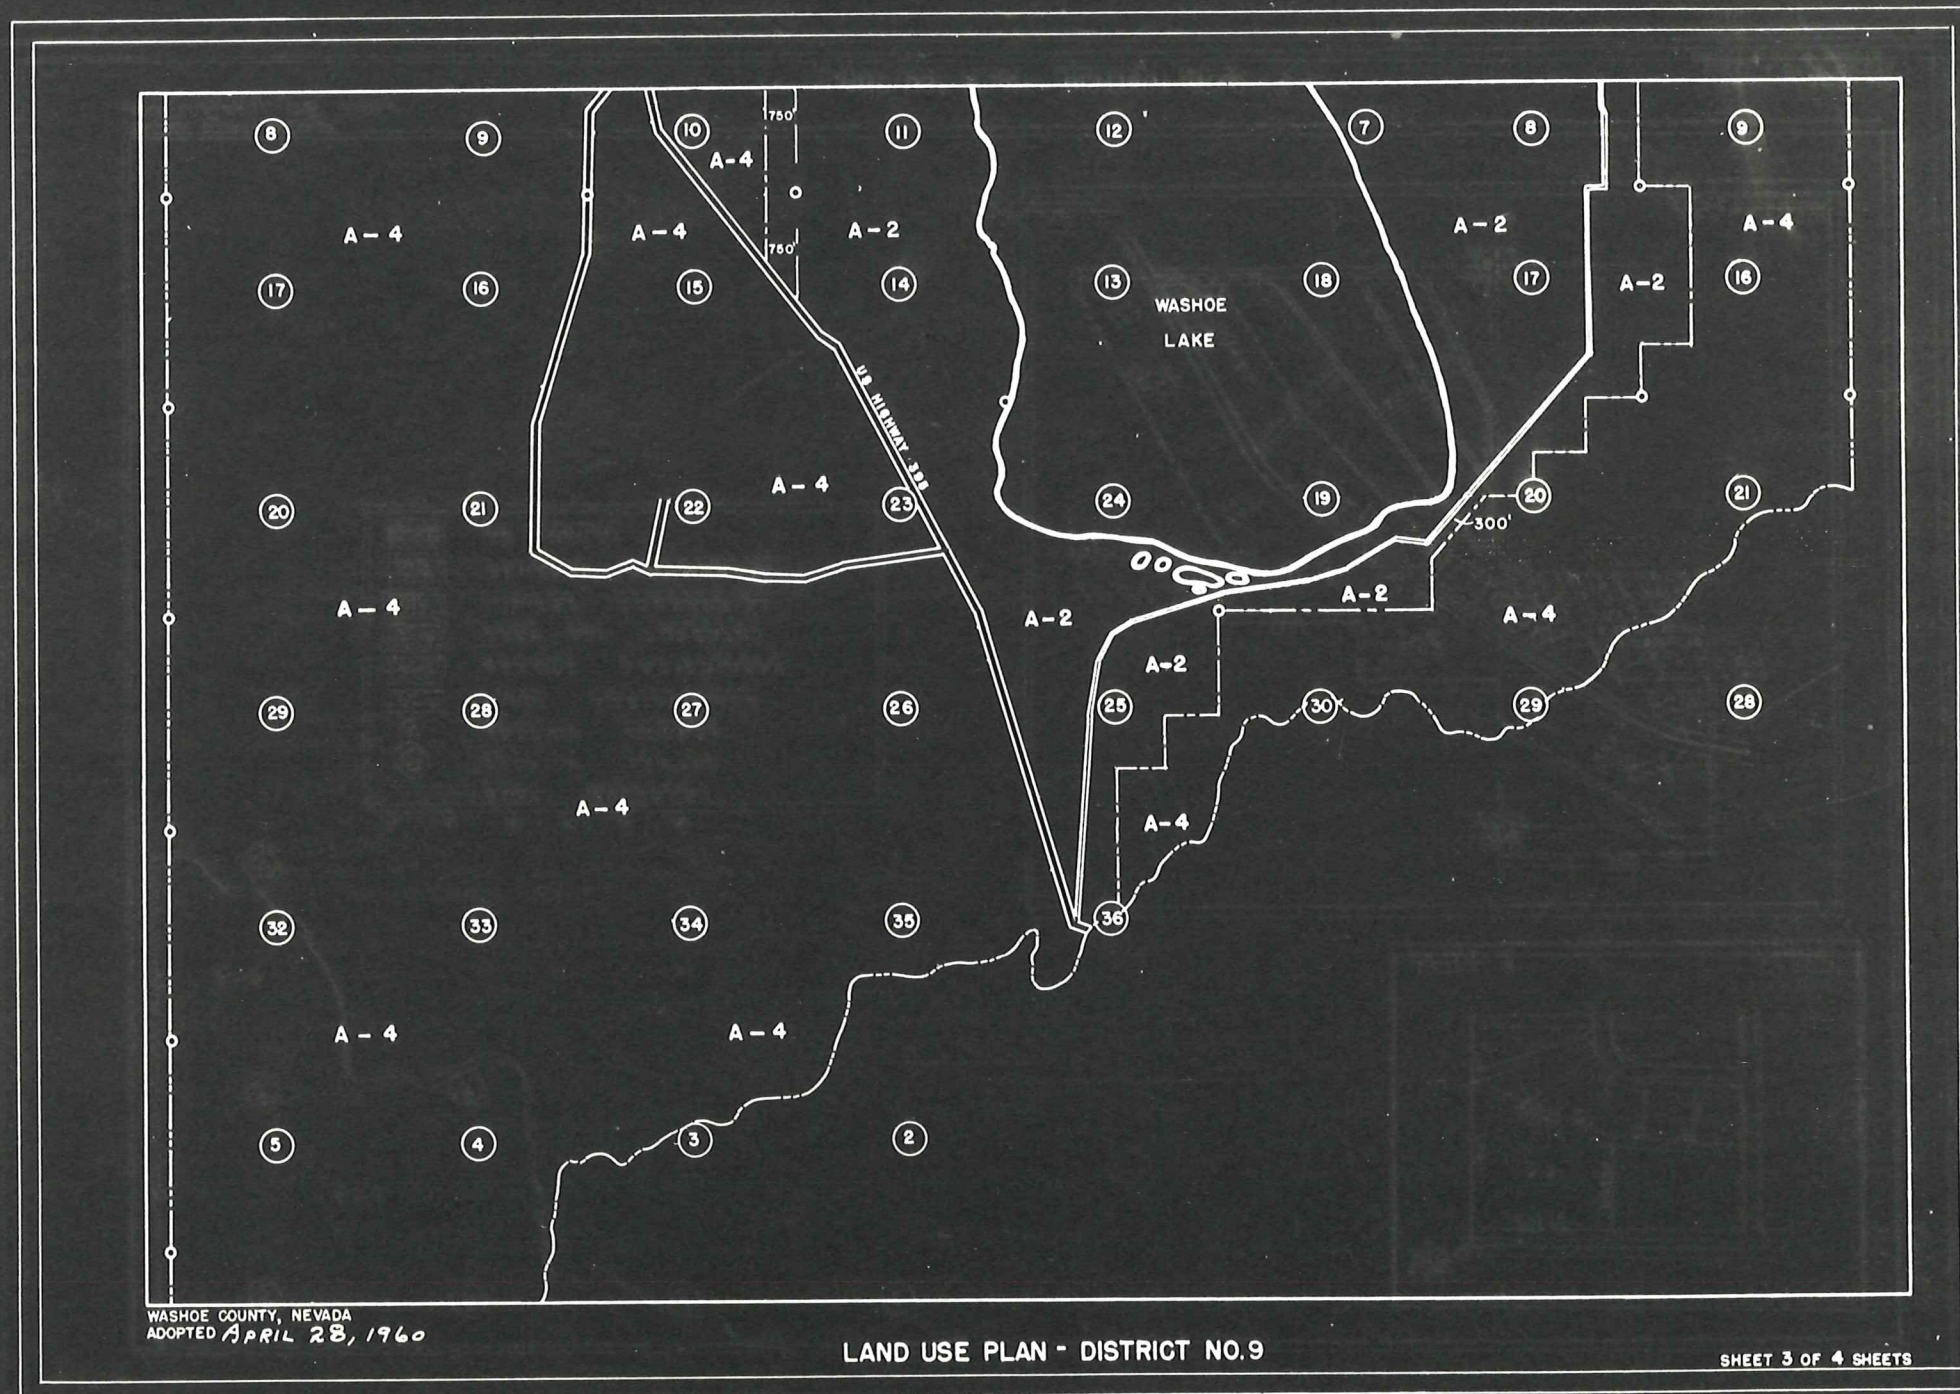 8 9 10 11 12 7 8 9
750'
A-4
A-4 A-4 750' A-2 A-2 A-4
17 16 15 14 13 18 17 A-2 16
WASHOE
LAKE
US HIGHWAY 395
A-4
20 21 22 23 24 19 20 21
300'
A-4 A-2 A-2 A-4
A-2
29 28 27 26 25 30 29 28
A-4 A-4
32 33 34 35 36
A-4 A-4
5 4 3 2
WASHOE COUNTY, NEVADA
ADOPTED APRIL 28, 1960
LAND USE PLAN - DISTRICT NO.9
SHEET 3 OF 4 SHEETS